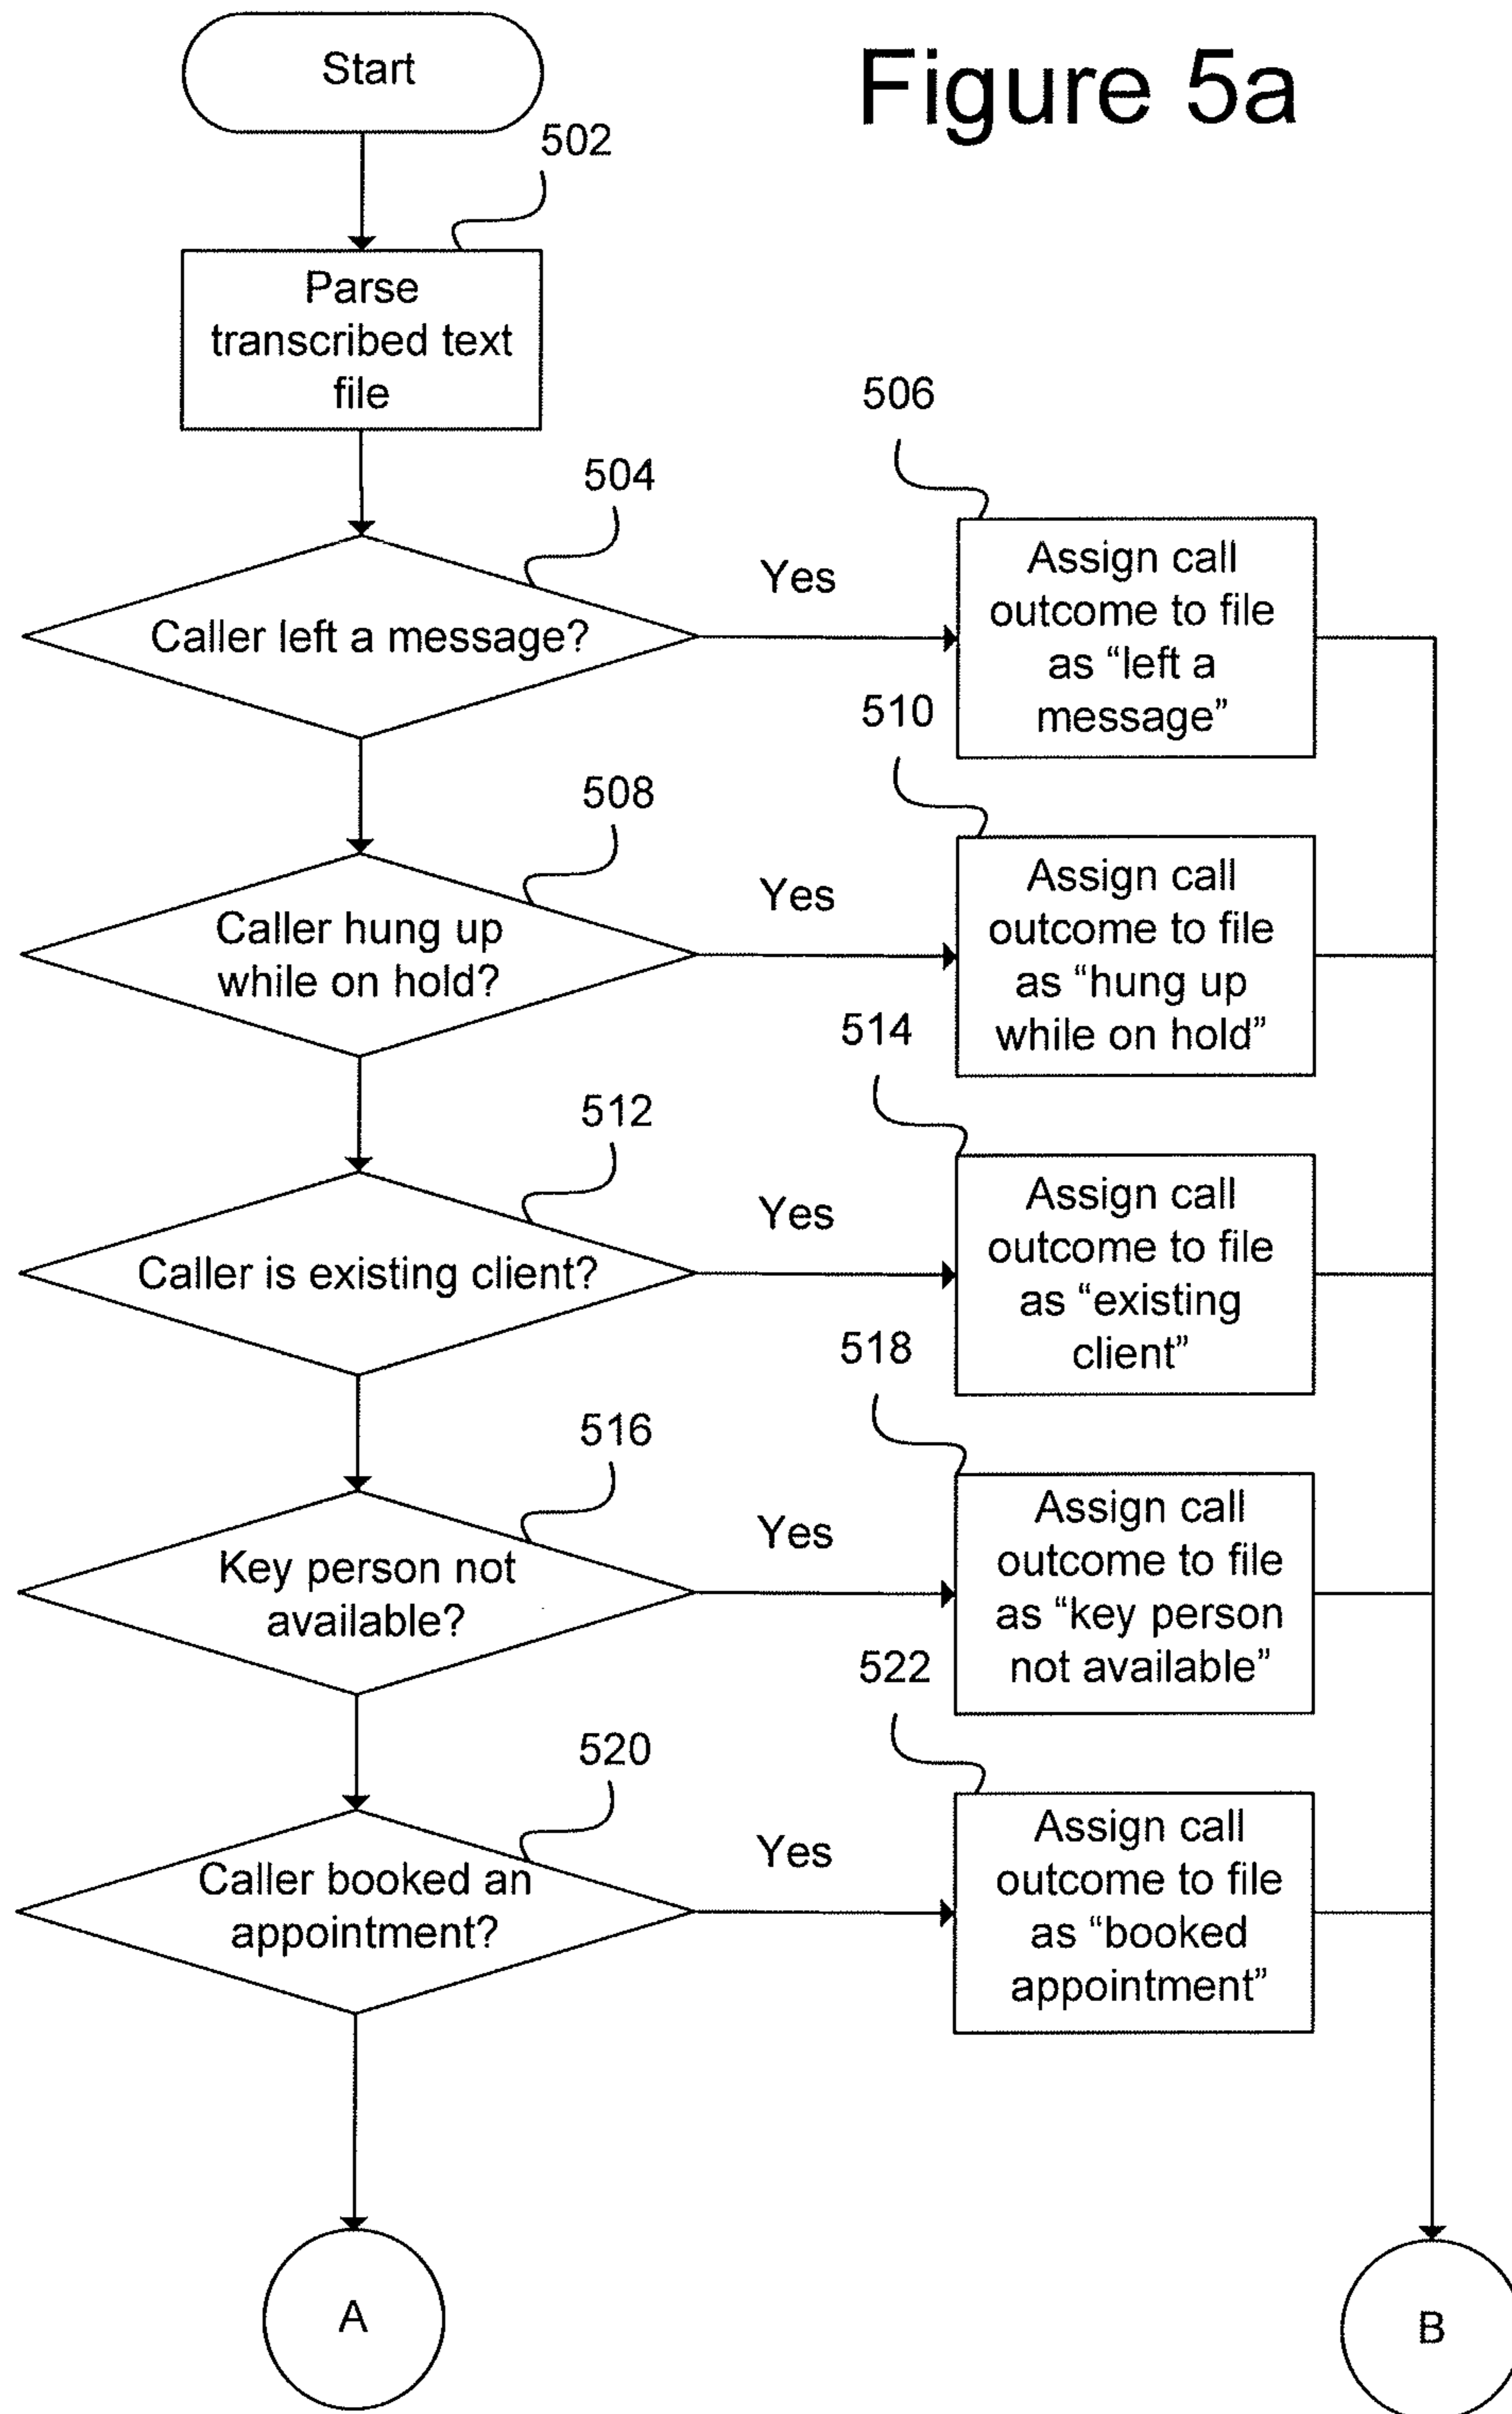 Start
Figure 5a
502
Parse
transcribed text
file
504
Caller left a message?
Yes
506
Assign call
outcome to file
as “left a
message”
508
Caller hung up
while on hold?
Yes
510
Assign call
outcome to file
as “hung up
while on hold”
512
Caller is existing client?
Yes
514
Assign call
outcome to file
as “existing
client”
516
Key person not
available?
Yes
518
Assign call
outcome to file
as “key person
not available”
520
Caller booked an
appointment?
Yes
522
Assign call
outcome to file
as “booked
appointment”
A
B